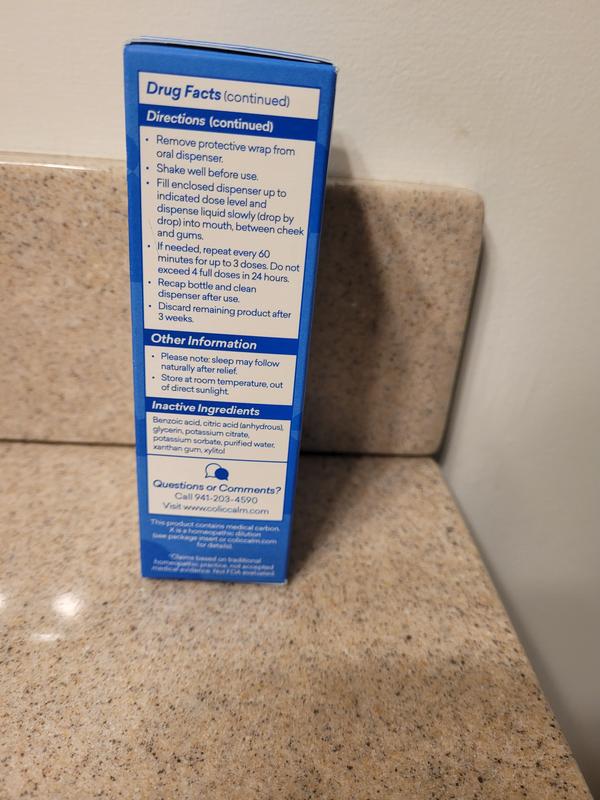 Drug Facts (continued)
Directions (continued)
• Remove protective wrap from
oral dispenser.
• Shake well before use.
• Fill enclosed dispenser up to
indicated dose level and
dispense liquid slowly (drop by
drop) into mouth, between cheek
and gums.
• If needed, repeat every 60
minutes for up to 3 doses. Do not
exceed 4 full doses in 24 hours.
• Recap bottle and clean
dispenser after use.
• Discard remaining product after
3 weeks.
Other Information
• Please note: sleep may follow
naturally after relief.
• Store at room temperature, out
of direct sunlight.
Inactive Ingredients
Benzoic acid, citric acid (anhydrous),
glycerin, potassium citrate,
potassium sorbate, purified water,
xanthan gum, xylitol
Questions or Comments?
Call 941-203-4590
Visit www.coliccalm.com
This product contains medical carbon.
X is a homeopathic dilution
(see package insert or coliccalm.com
for details).
*Claims based on traditional
homeopathic practice, not accepted
medical evidence. Not FDA evaluated